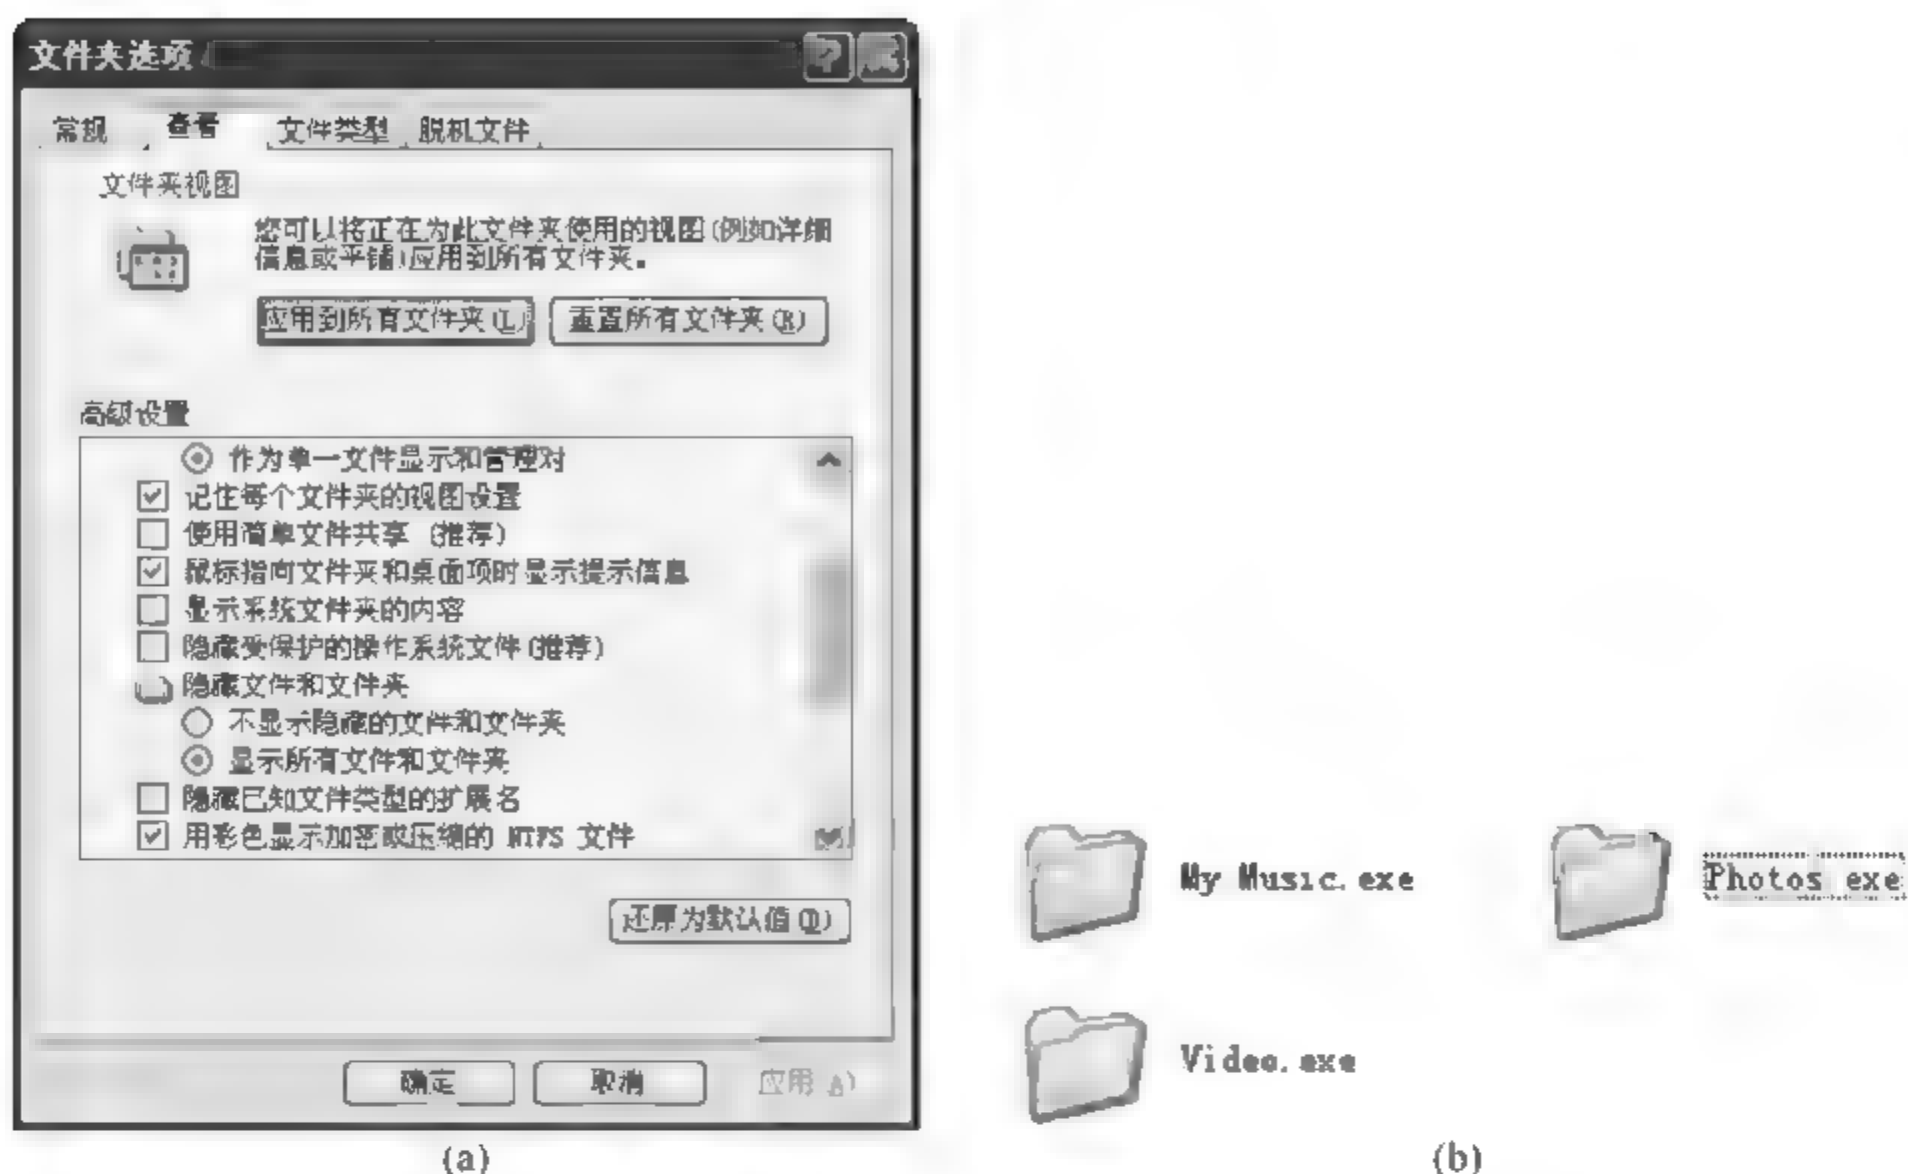 文件夹选项
常规 查看 文件类型 脱机文件
文件夹视图
您可以将正在为此文件夹使用的视图(例如详细
信息或平铺)应用到所有文件夹。
应用到所有文件夹(L) 重置所有文件夹(R)
高级设置
作为单一文件显示和管理对
记住每个文件夹的视图设置
使用简单文件共享 (推荐)
鼠标指向文件夹和桌面项时显示提示信息
显示系统文件夹的内容
隐藏受保护的操作系统文件(推荐)
隐藏文件和文件夹
不显示隐藏的文件和文件夹
显示所有文件和文件夹
隐藏已知文件类型的扩展名
用彩色显示加密或压缩的 NTFS 文件
还原为默认值(D)
确定 取消 应用(A)
(a)
My Music.exe Photos.exe
Video.exe
(b)